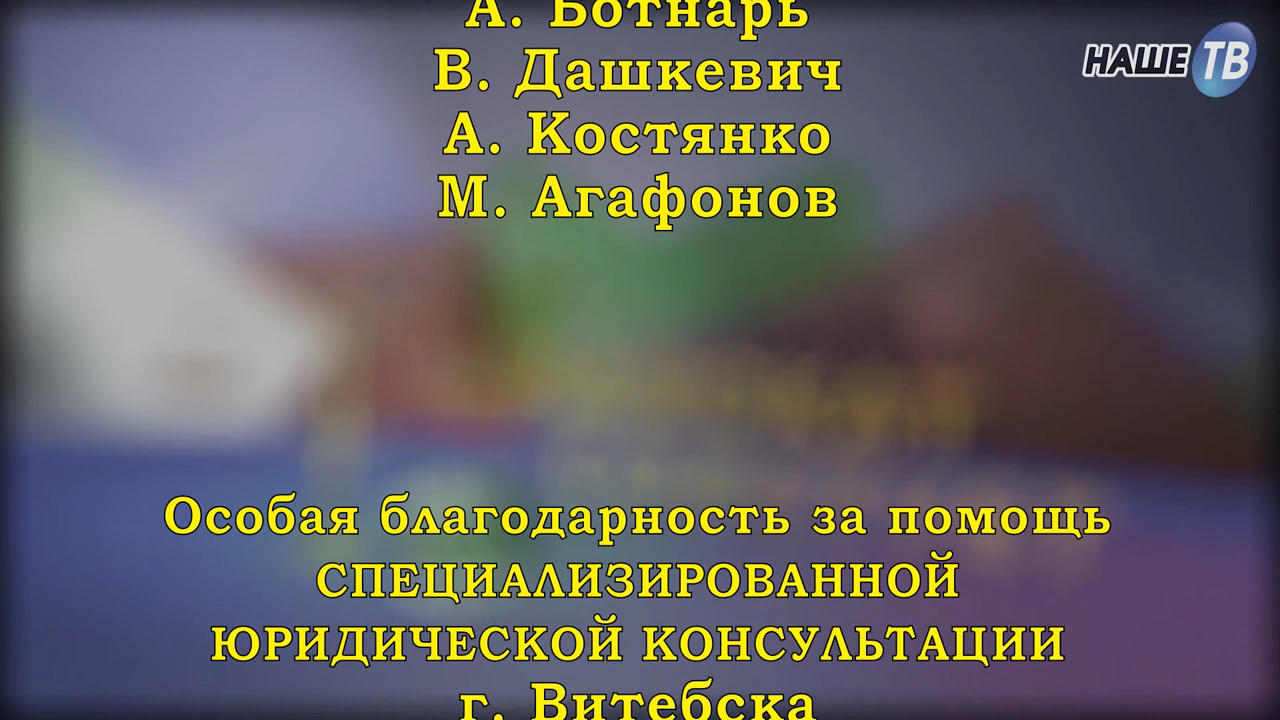 А. Ботнарь
НАШЕ ТВ
В. Дашкевич
А. Костянко
М. Агафонов
Особая благодарность за помощь
СПЕЦИАЛИЗИРОВАННОЙ
ЮРИДИЧЕСКОЙ КОНСУЛЬТАЦИИ
г. Витебска